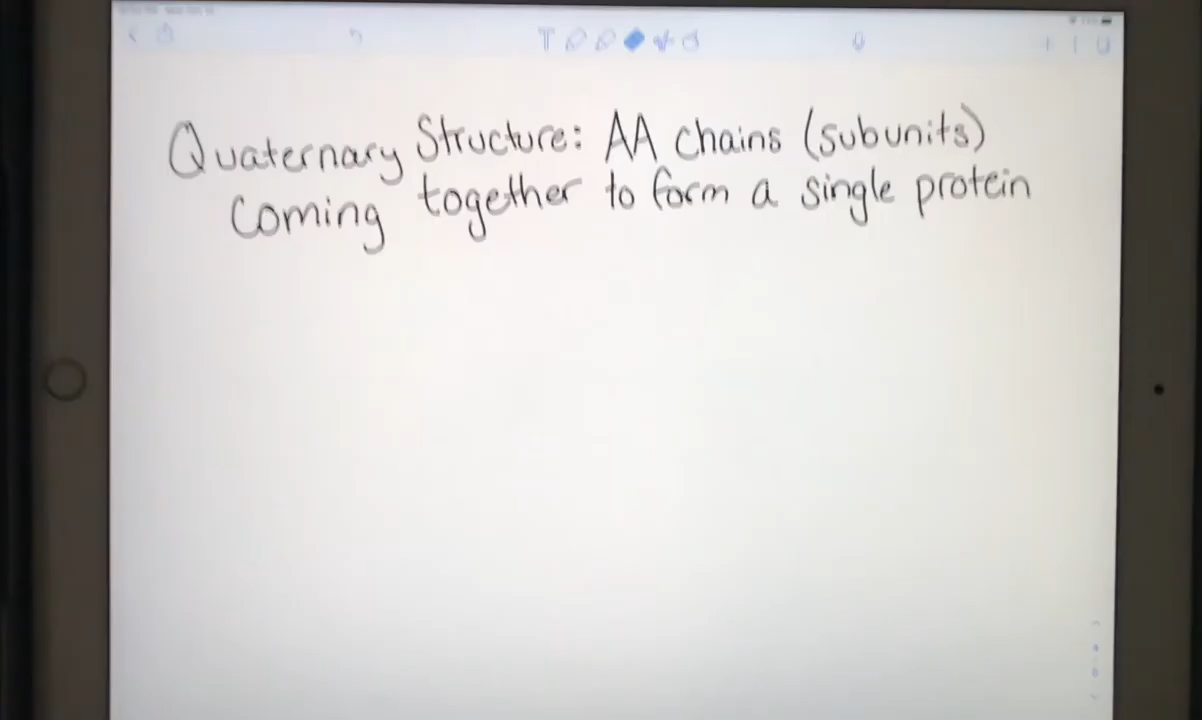 Quaternary Structure: AA chains (subunits)
coming together to form a single protein